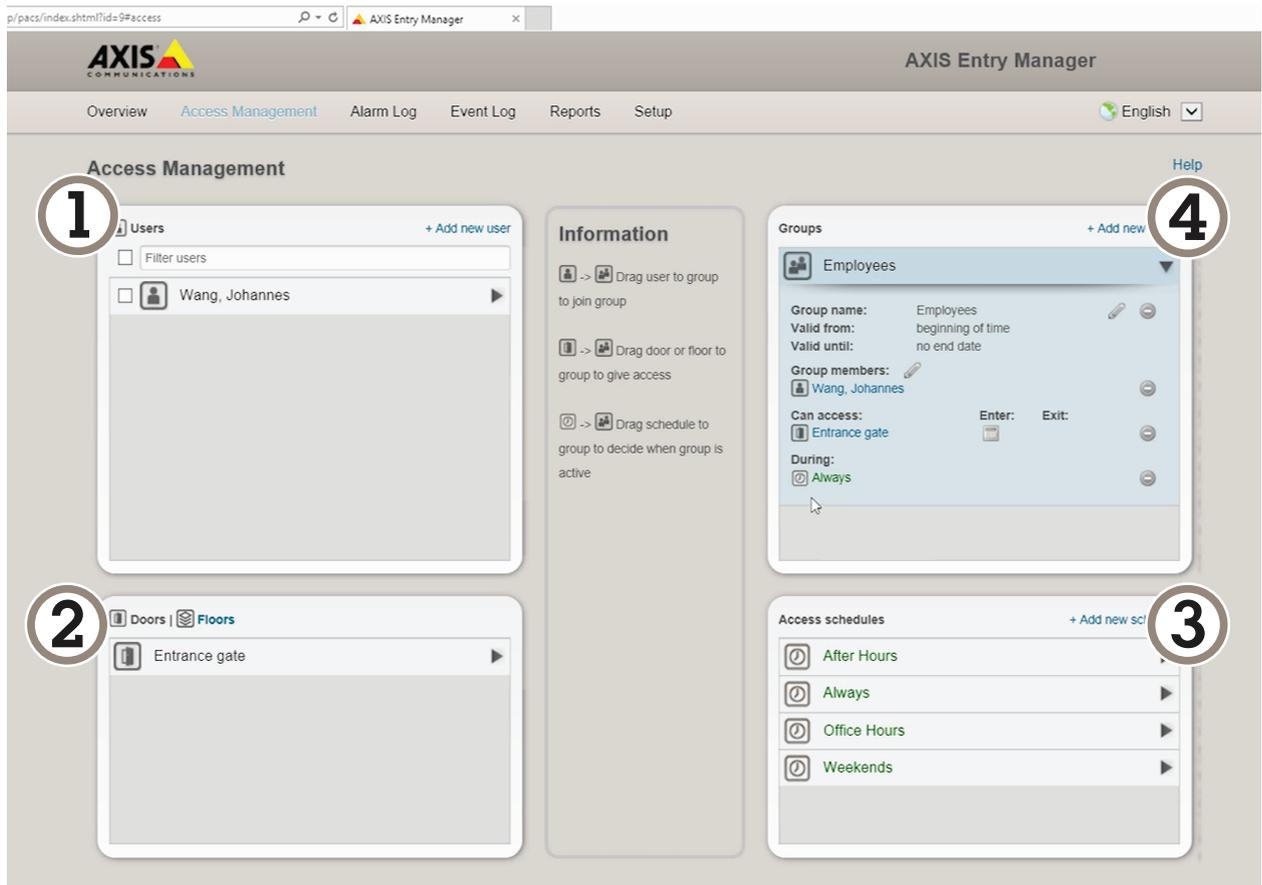 p/pacs/index.shtml?id=9#access
AXIS Entry Manager
AXIS
COMMUNICATIONS
AXIS Entry Manager
Overview Access Management Alarm Log Event Log Reports Setup English
Access Management
Help
1
Users
+ Add new user
Filter users
Wang, Johannes
Information
-> Drag user to group
to join group
-> Drag door or floor to
group to give access
-> Drag schedule to
group to decide when group is
active
4
Groups
+ Add new
Employees
Group name: Employees
Valid from: beginning of time
Valid until: no end date
Group members:
Wang, Johannes
Can access: Enter: Exit:
Entrance gate
During:
Always
2
Doors | Floors
Entrance gate
3
Access schedules
+ Add new sc
After Hours
Always
Office Hours
Weekends